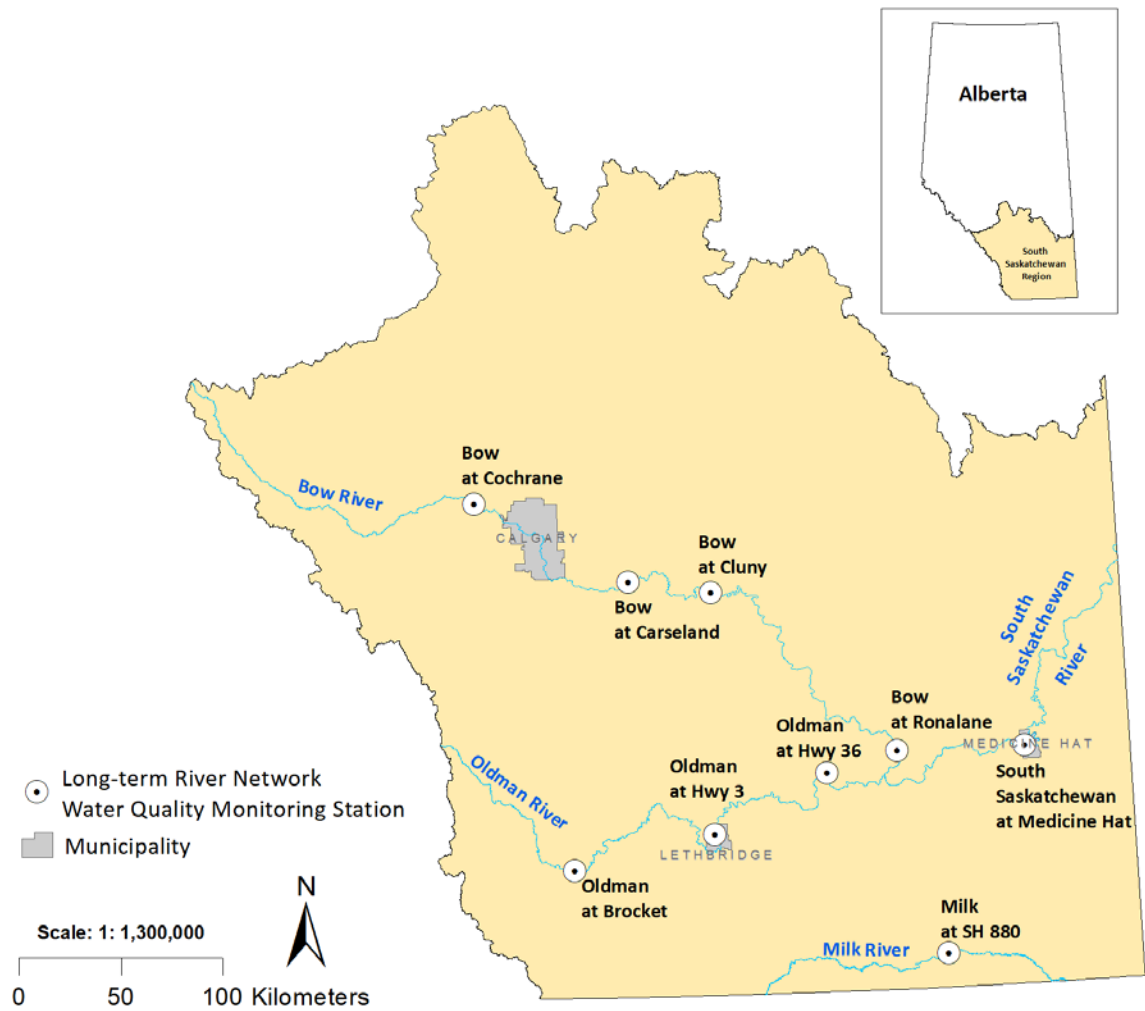 Alberta
South
Saskatchewan
Region
Bow
at Cochrane
Bow River
CALGARY
Bow
at Cluny
Bow
at Carseland
South
Saskatchewan
River
Bow
at Ronalane
Oldman
at Hwy 36
MEDICINE HAT
Oldman
at Hwy 3
Oldman River
South
Saskatchewan
at Medicine Hat
LETHBRIDGE
Oldman
at Brocket
Milk
at SH 880
Milk River
Long-term River Network
Water Quality Monitoring Station
Municipality
N
Scale: 1: 1,300,000
0 50 100 Kilometers